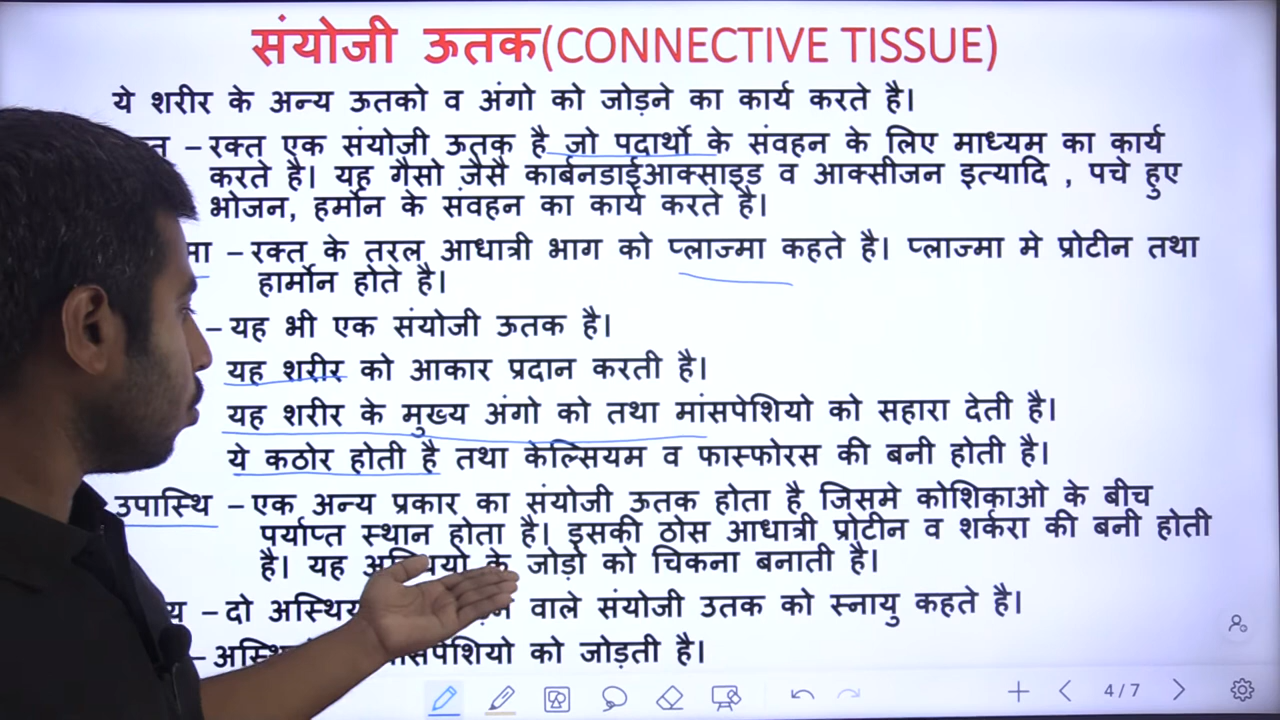 संयोजी ऊतक(CONNECTIVE TISSUE)
ये शरीर के अन्य ऊतको व अंगो को जोड़ने का कार्य करते है।
– रक्त एक संयोजी ऊतक है जो पदार्थो के संवहन के लिए माध्यम का कार्य
करते है। यह गैसो जैसै कार्बनडाईआक्साइड व आक्सीजन इत्यादि , पचे हुए
भोजन, हर्मोन के संवहन का कार्य करते है।
– रक्त के तरल आधात्री भाग को प्लाज्मा कहते है। प्लाज्मा मे प्रोटीन तथा
हार्मोन होते है।
– यह भी एक संयोजी ऊतक है।
यह शरीर को आकार प्रदान करती है।
यह शरीर के मुख्य अंगो को तथा मांसपेशियो को सहारा देती है।
ये कठोर होती है तथा केल्सियम व फास्फोरस की बनी होती है।
उपास्थि – एक अन्य प्रकार का संयोजी ऊतक होता है जिसमे कोशिकाओ के बीच
पर्याप्त स्थान होता है। इसकी ठोस आधात्री प्रोटीन व शर्करा की बनी होती
है। यह के जोड़ो को चिकना बनाती है।
– दो वाले संयोजी उतक को स्नायु कहते है।
– को जोड़ती है।
4/7